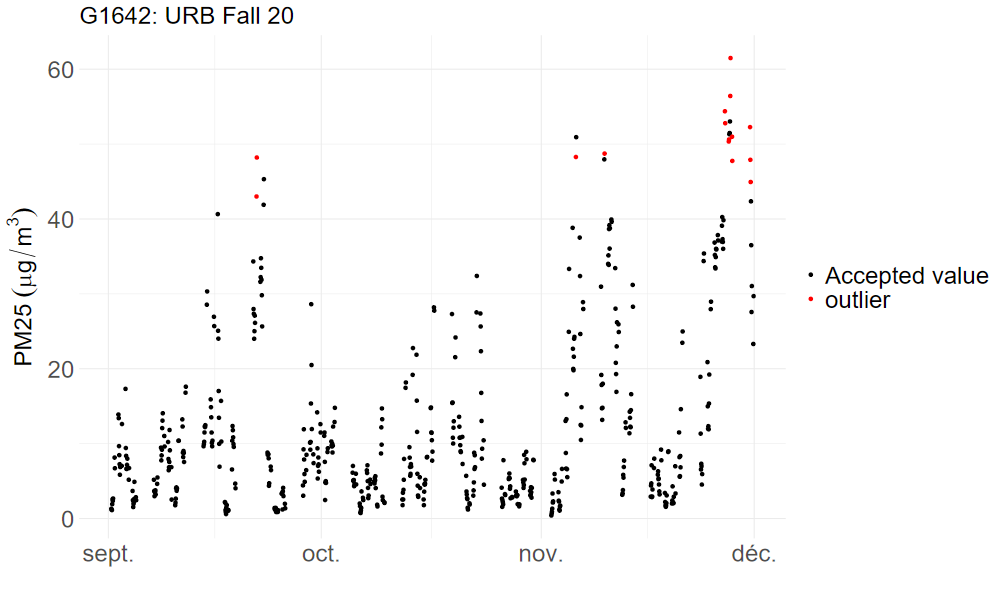 G1642: URB Fall 20
PM25 (μg/m³)
60
40
20
0
sept.
oct.
nov.
déc.
Accepted value
outlier